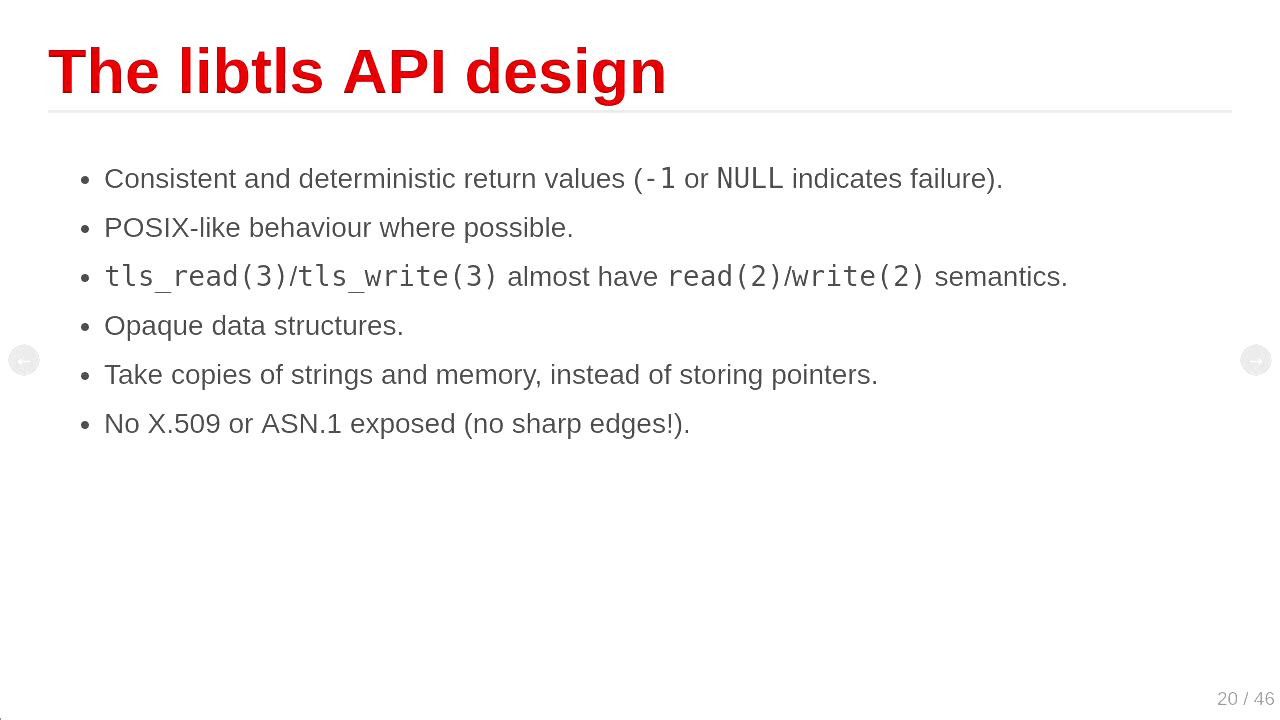 The libtls API design
• Consistent and deterministic return values (-1 or NULL indicates failure).
• POSIX-like behaviour where possible.
• tls_read(3)/tls_write(3) almost have read(2)/write(2) semantics.
• Opaque data structures.
• Take copies of strings and memory, instead of storing pointers.
• No X.509 or ASN.1 exposed (no sharp edges!).
← →
20 / 46